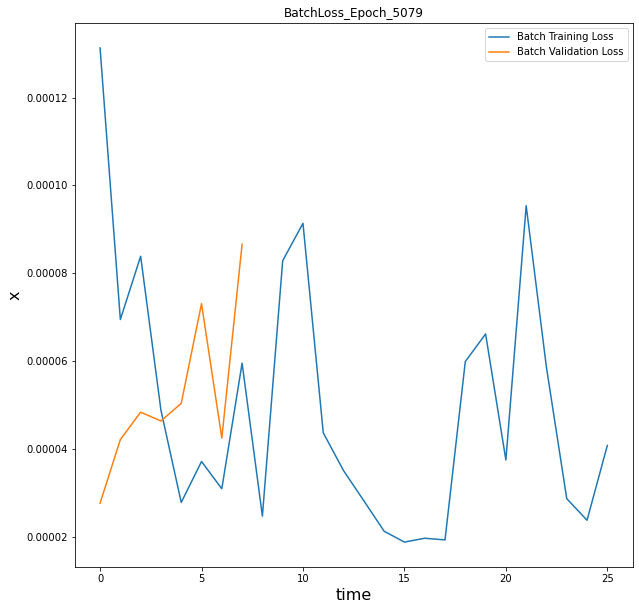 BatchLoss_Epoch_5079
Batch Training Loss
Batch Validation Loss
0.00012
0.00010
0.00008
0.00006
0.00004
0.00002
x
0 5 10 15 20 25
time